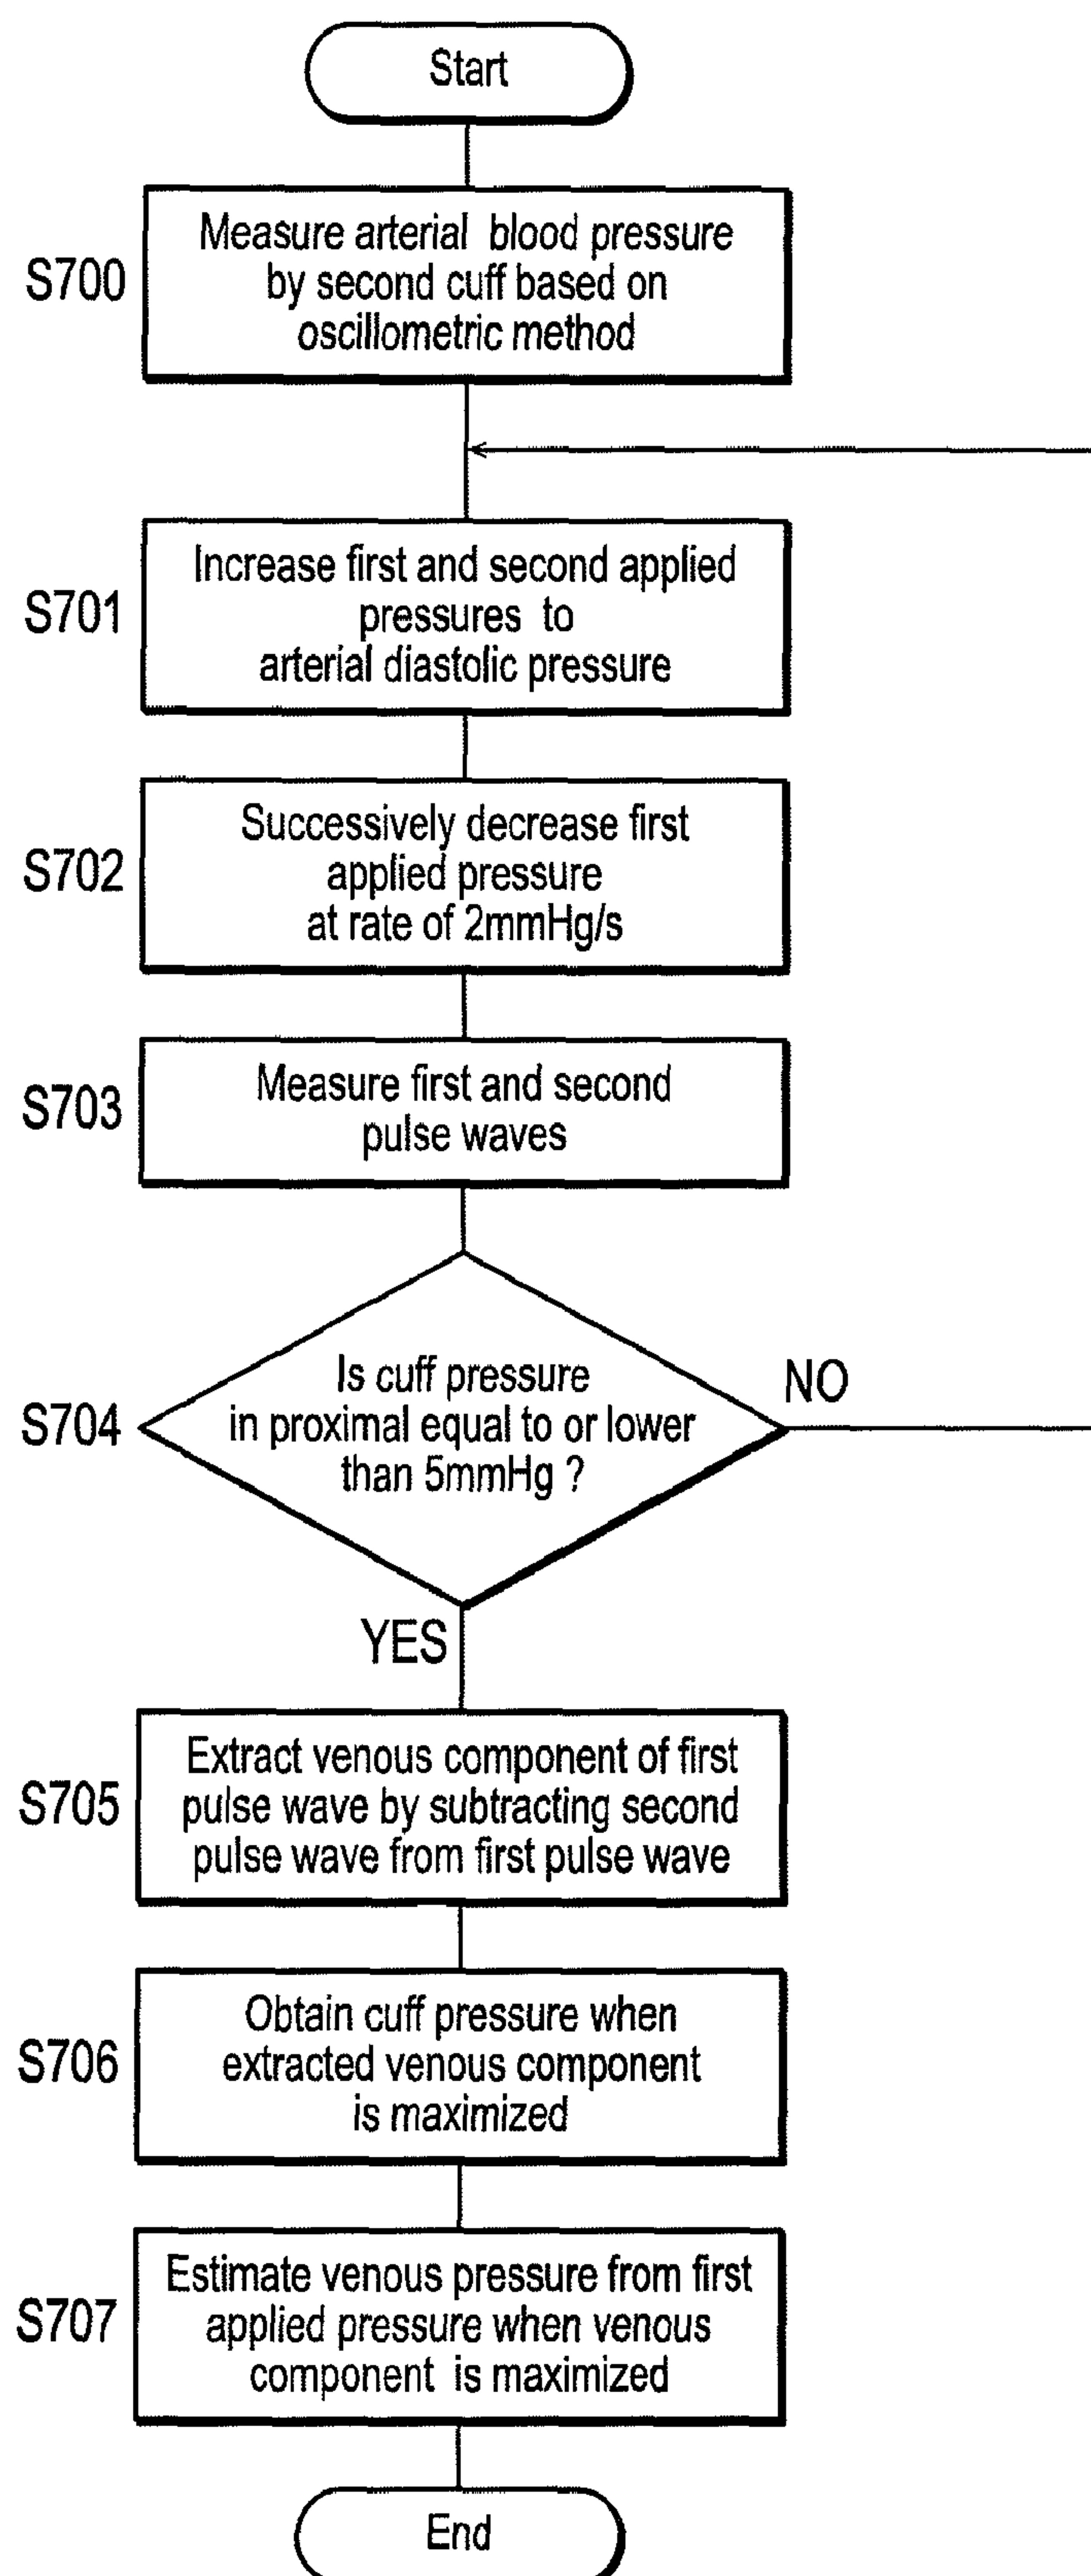 Start
S700
Measure arterial blood pressure
by second cuff based on
oscillometric method
S701
Increase first and second applied
pressures to
arterial diastolic pressure
S702
Successively decrease first
applied pressure
at rate of 2mmHg/s
S703
Measure first and second
pulse waves
S704
Is cuff pressure
in proximal equal to or lower
than 5mmHg ?
NO
YES
S705
Extract venous component of first
pulse wave by subtracting second
pulse wave from first pulse wave
S706
Obtain cuff pressure when
extracted venous component
is maximized
S707
Estimate venous pressure from first
applied pressure when venous
component is maximized
End